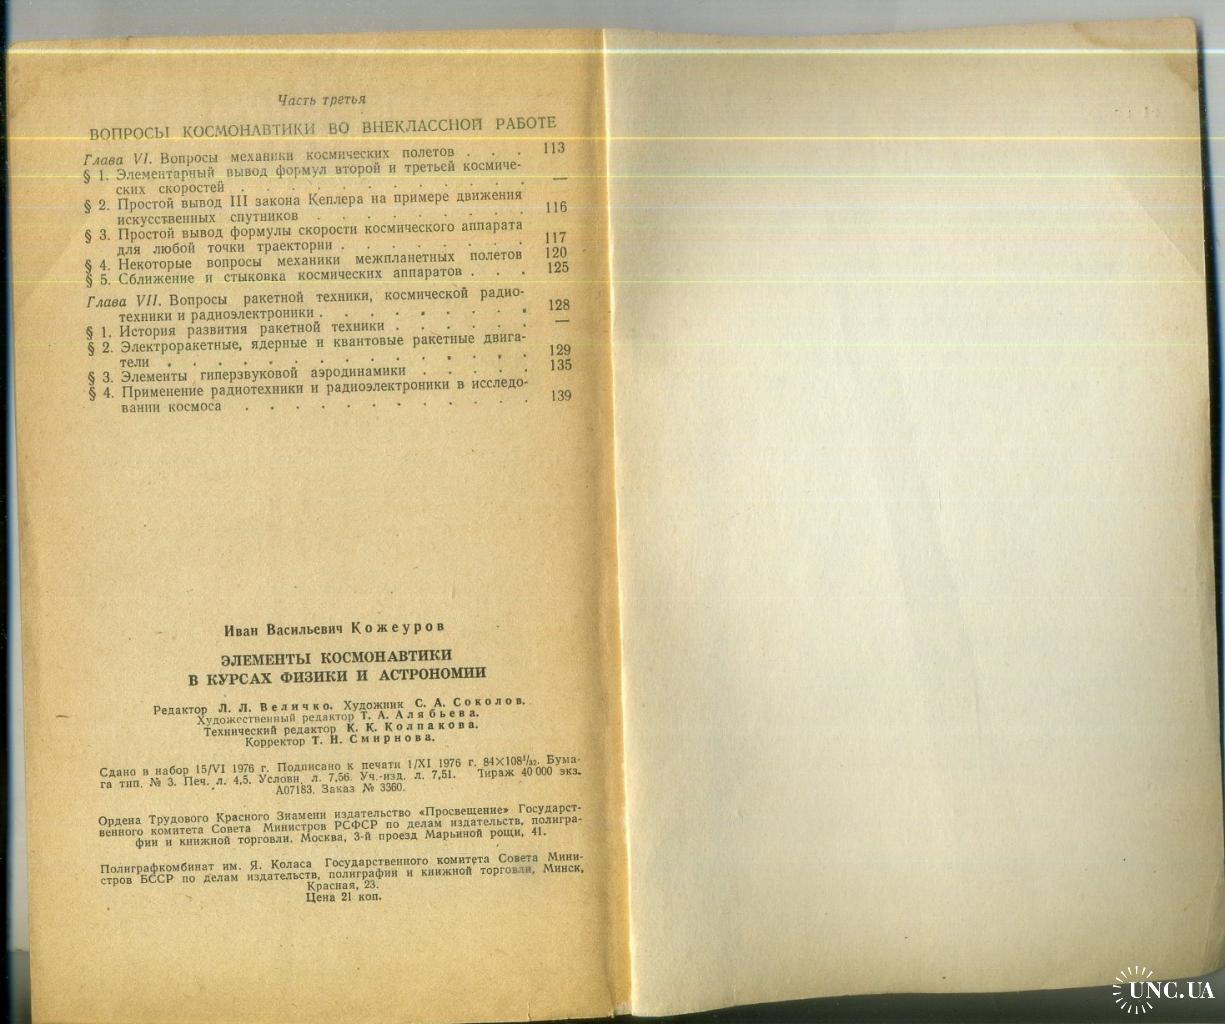 Часть третья
ВОПРОСЫ КОСМОНАВТИКИ ВО ВНЕКЛАССНОЙ РАБОТЕ
Глава VI. Вопросы механики космических полетов . . . 113
§ 1. Элементарный вывод формул второй и третьей космиче-
ских скоростей . . . . . . . . . . . —
§ 2. Простой вывод III закона Кеплера на примере движения
искусственных спутников . . . . . . . . 116
§ 3. Простой вывод формулы скорости космического аппарата
для любой точки траектории . . . . . . . 117
§ 4. Некоторые вопросы механики межпланетных полетов 120
§ 5. Сближение и стыковка космических аппаратов . . . 125
Глава VII. Вопросы ракетной техники, космической радио-
техники и радиоэлектроники . . . . . . . . 128
§ 1. История развития ракетной техники . . . . . . —
§ 2. Электроракетные, ядерные и квантовые ракетные двига-
тели . . . . . . . . . . . . . . 129
§ 3. Элементы гиперзвуковой аэродинамики . . . . . 135
§ 4. Применение радиотехники и радиоэлектроники в исследо-
вании космоса . . . . . . . . . . . 139
Иван Васильевич Кожеуров
ЭЛЕМЕНТЫ КОСМОНАВТИКИ
В КУРСАХ ФИЗИКИ И АСТРОНОМИИ
Редактор Л. Л. Величко. Художник С. А. Соколов.
Художественный редактор Т. А. Алябьева.
Технический редактор К. К. Колпакова.
Корректор Т. Н. Смирнова.
Сдано в набор 15/VI 1976 г. Подписано к печати 1/XI 1976 г. 84×108¹/₃₂. Бума-
га тип. № 3. Печ. л. 4,5. Условн. л. 7,56. Уч.-изд. л. 7,51. Тираж 40 000 экз.
А07183. Заказ № 3360.
Ордена Трудового Красного Знамени издательство «Просвещение» Государст-
венного комитета Совета Министров РСФСР по делам издательств, полигра-
фии и книжной торговли. Москва, 3-й проезд Марьиной рощи, 41.
Полиграфкомбинат им. Я. Коласа Государственного комитета Совета Мини-
стров БССР по делам издательств, полиграфии и книжной торговли, Минск,
Красная, 23.
Цена 21 коп.
UNC.UA